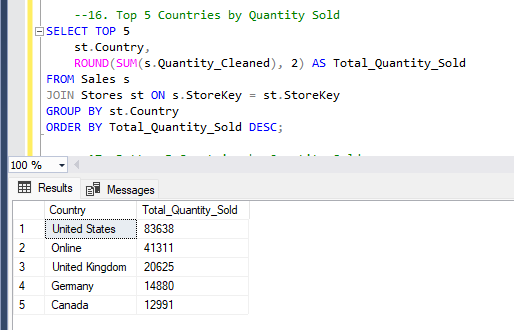 --16. Top 5 Countries by Quantity Sold
SELECT TOP 5
st.Country,
ROUND(SUM(s.Quantity_Cleaned), 2) AS Total_Quantity_Sold
FROM Sales s
JOIN Stores st ON s.StoreKey = st.StoreKey
GROUP BY st.Country
ORDER BY Total_Quantity_Sold DESC;
100 %
Results Messages
Country Total_Quantity_Sold
1 United States 83638
2 Online 41311
3 United Kingdom 20625
4 Germany 14880
5 Canada 12991